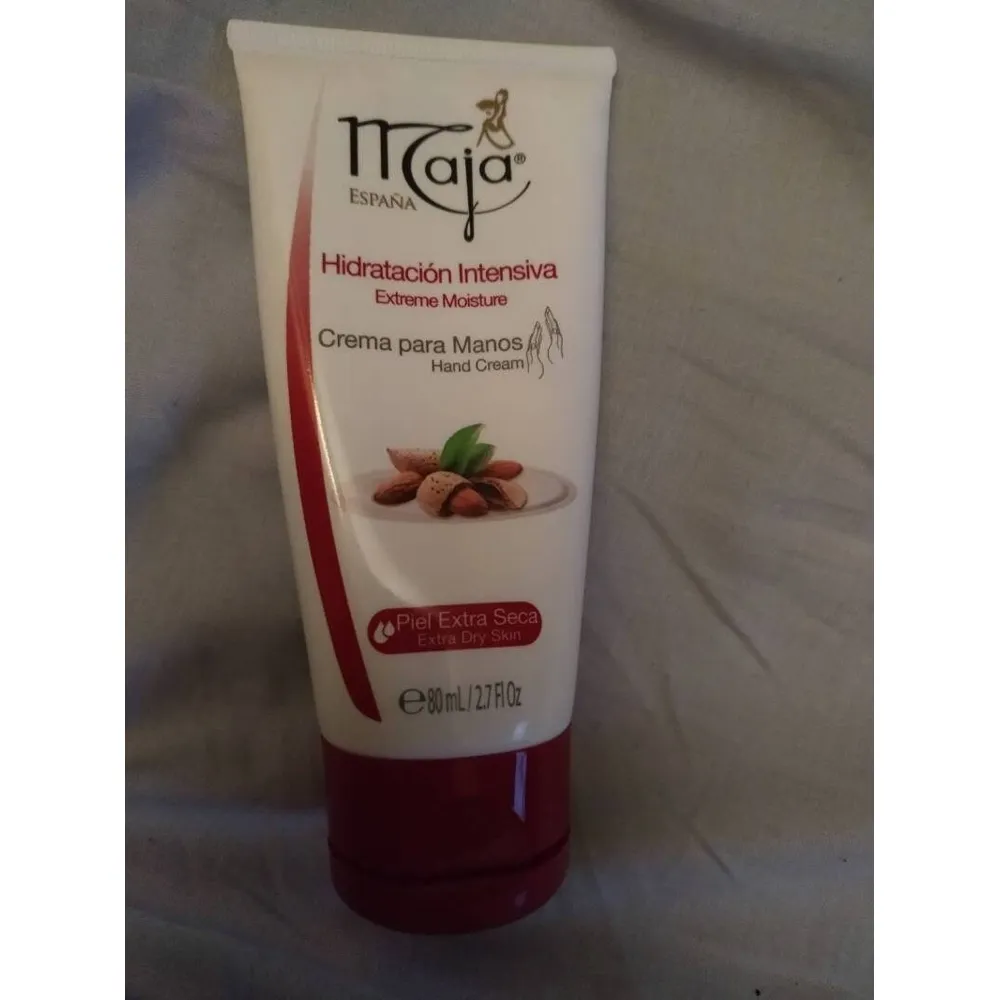 Maja®
ESPAÑA
Hidratación Intensiva
Extreme Moisture
Crema para Manos
Hand Cream
Piel Extra Seca
Extra Dry Skin
℮80 mL / 2.7 Fl Oz